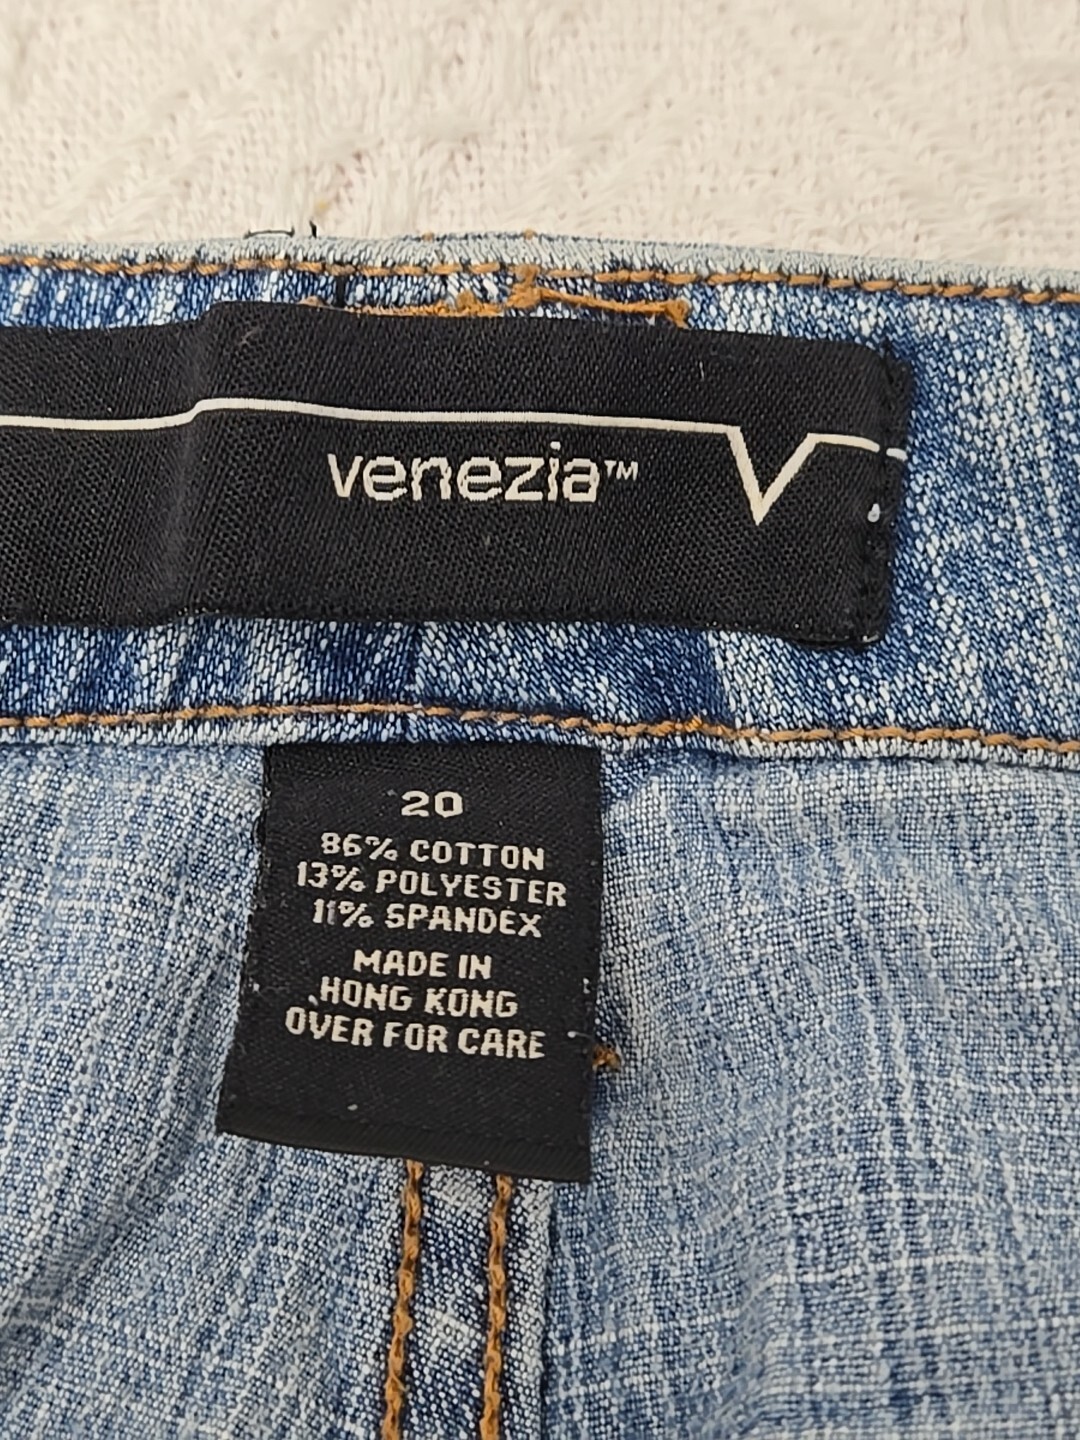 venezia™
20
86% COTTON
13% POLYESTER
11% SPANDEX
MADE IN
HONG KONG
OVER FOR CARE